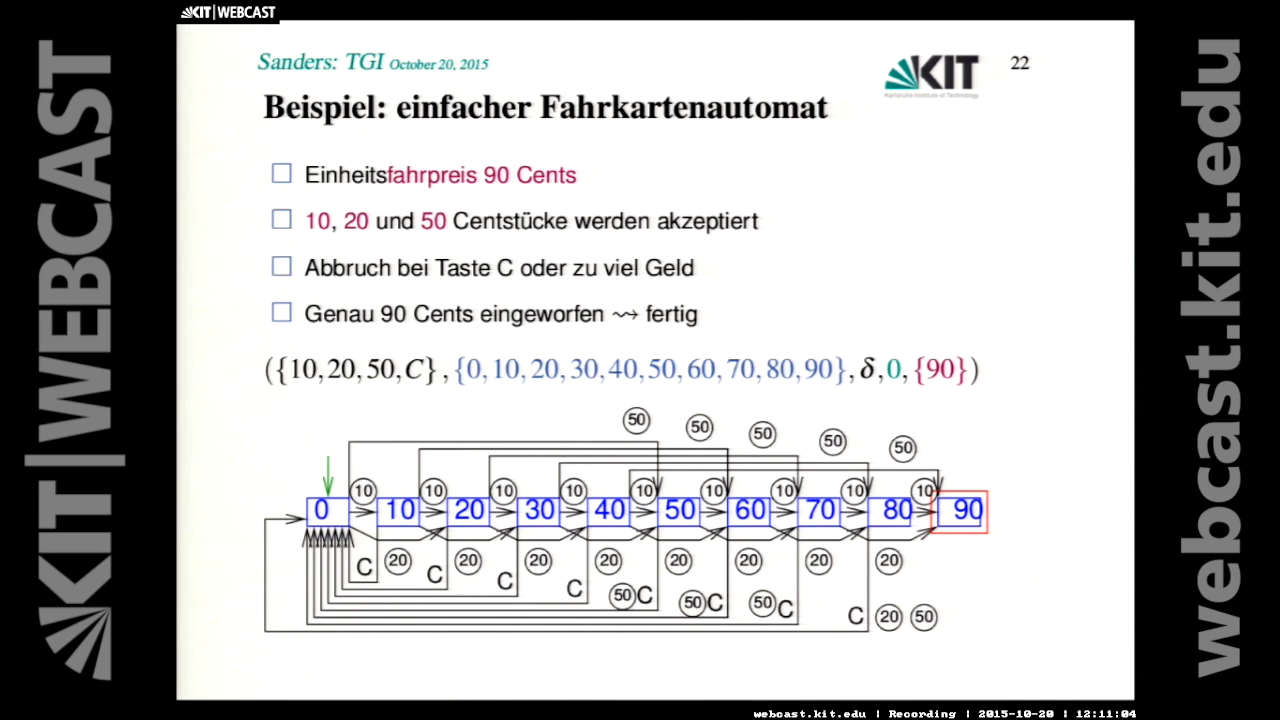 KIT|WEBCAST
Sanders: TGI October 20, 2015
KIT
Karlsruhe Institute of Technology
22
Beispiel: einfacher Fahrkartenautomat
Einheitsfahrpreis 90 Cents
10, 20 und 50 Centstücke werden akzeptiert
Abbruch bei Taste C oder zu viel Geld
Genau 90 Cents eingeworfen ⇝ fertig
({10,20,50,C},{0,10,20,30,40,50,60,70,80,90},δ,0,{90})
50 50 50 50 50
10 10 10 10 10 10 10 10 10
0 10 20 30 40 50 60 70 80 90
C 20 C 20 C 20 C 20 20 20 20 20
50 C 50 C 50 C C 20 50
KIT|WEBCAST
webcast.kit.edu
webcast.kit.edu | Recording | 2015-10-20 | 12:11:04